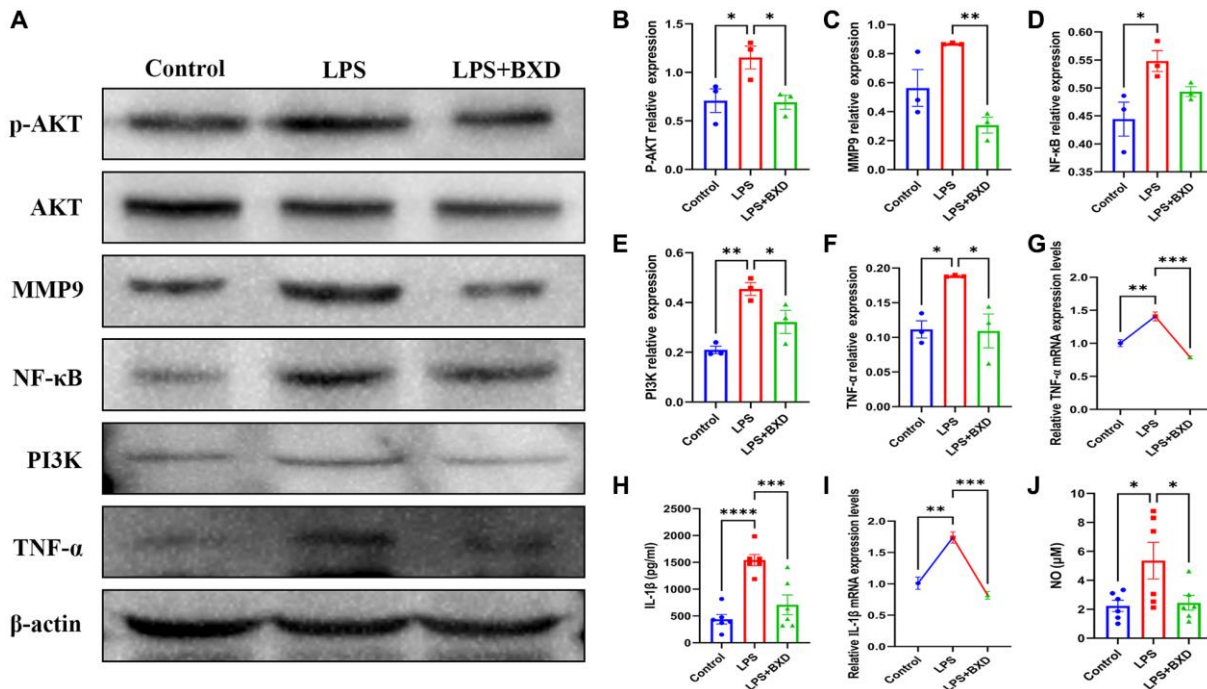 A
Control LPS LPS+BXD
p-AKT
AKT
MMP9
NF-κB
PI3K
TNF-α
β-actin
B
P-AKT relative expression
1.5
1.0
0.5
0.0
* *
Control LPS LPS+BXD
C
MMP9 relative expression
1.0
0.8
0.6
0.4
0.2
0.0
**
Control LPS LPS+BXD
D
NF-κB relative expression
0.60
0.55
0.50
0.45
0.40
0.35
*
Control LPS LPS+BXD
E
PI3K relative expression
0.6
0.4
0.2
0.0
** *
Control LPS LPS+BXD
F
TNF-α relative expression
0.20
0.15
0.10
0.05
0.00
* *
Control LPS LPS+BXD
G
Relative TNF-α mRNA expression levels
2.0
1.5
1.0
0.5
0.0
** ***
Control LPS LPS+BXD
H
IL-1β (pg/ml)
2500
2000
1500
1000
500
0
**** ***
Control LPS LPS+BXD
I
Relative IL-1β mRNA expression levels
2.0
1.5
1.0
0.5
0.0
** ***
Control LPS LPS+BXD
J
NO (μM)
10
8
6
4
2
0
* *
Control LPS LPS+BXD